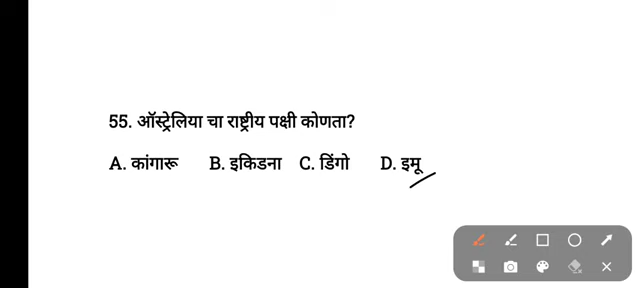 55. ऑस्ट्रेलिया चा राष्ट्रीय पक्षी कोणता?
A. कांगारू B. इकिडना C. डिंगो D. इमू